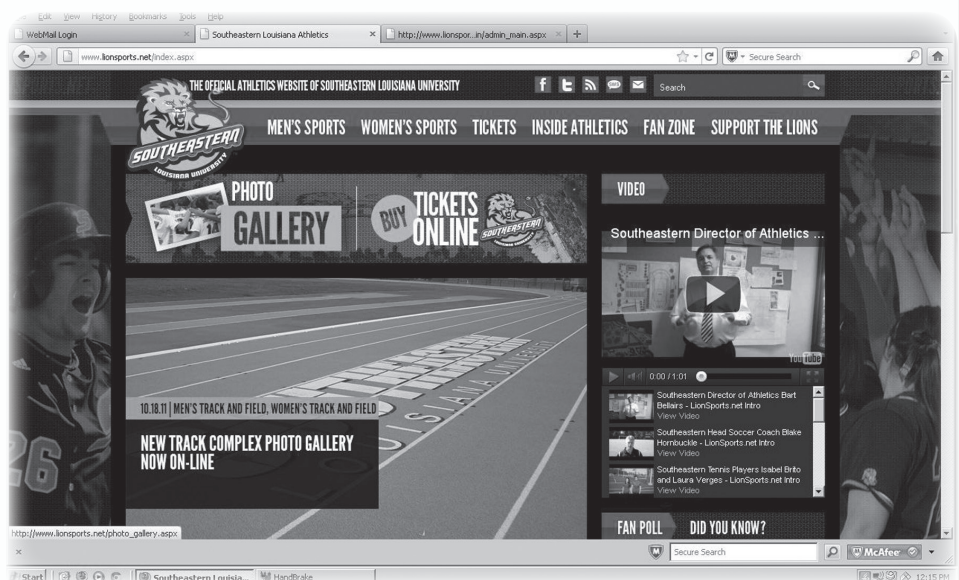 Edit View History Bookmarks Tools Help
WebMail Login × Southeastern Louisiana Athletics × http://www.lionspor...in/admin_main.aspx × +
www.lionsports.net/index.aspx Secure Search
THE OFFICIAL ATHLETICS WEBSITE OF SOUTHEASTERN LOUISIANA UNIVERSITY
f t Search
SOUTHEASTERN
LOUISIANA UNIVERSITY
MEN'S SPORTS WOMEN'S SPORTS TICKETS INSIDE ATHLETICS FAN ZONE SUPPORT THE LIONS
PHOTO
GALLERY
BUY TICKETS
ONLINE
SOUTHEASTERN
VIDEO
Southeastern Director of Athletics ...
YouTube
0:00 / 1:01
Southeastern Director of Athletics Bart
Bellairs - LionSports.net Intro
View Video
Southeastern Head Soccer Coach Blake
Hornbuckle - LionSports.net Intro
View Video
Southeastern Tennis Players Isabel Brito
and Laura Verges - LionSports.net Intro
View Video
10.18.11 | MEN'S TRACK AND FIELD, WOMEN'S TRACK AND FIELD
NEW TRACK COMPLEX PHOTO GALLERY
NOW ON-LINE
26
FAN POLL DID YOU KNOW?
http://www.lionsports.net/photo_gallery.aspx
× Secure Search McAfee
Start Southeastern Louisia... HandBrake 12:15 PM